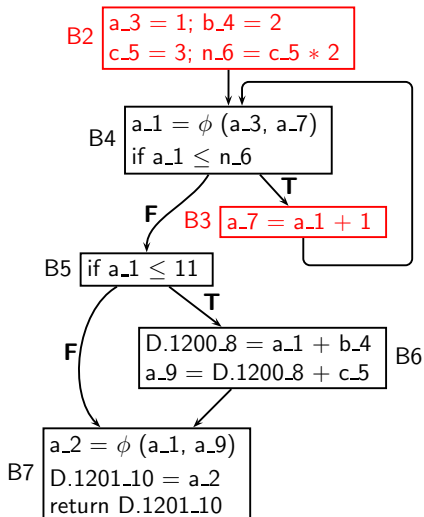 B2
a_3 = 1; b_4 = 2
c_5 = 3; n_6 = c_5 * 2
B4
a_1 = ϕ (a_3, a_7)
if a_1 ≤ n_6
F
T
B3
a_7 = a_1 + 1
B5
if a_1 ≤ 11
F
T
D.1200_8 = a_1 + b_4
a_9 = D.1200_8 + c_5
B6
a_2 = ϕ (a_1, a_9)
B7
D.1201_10 = a_2
return D.1201_10